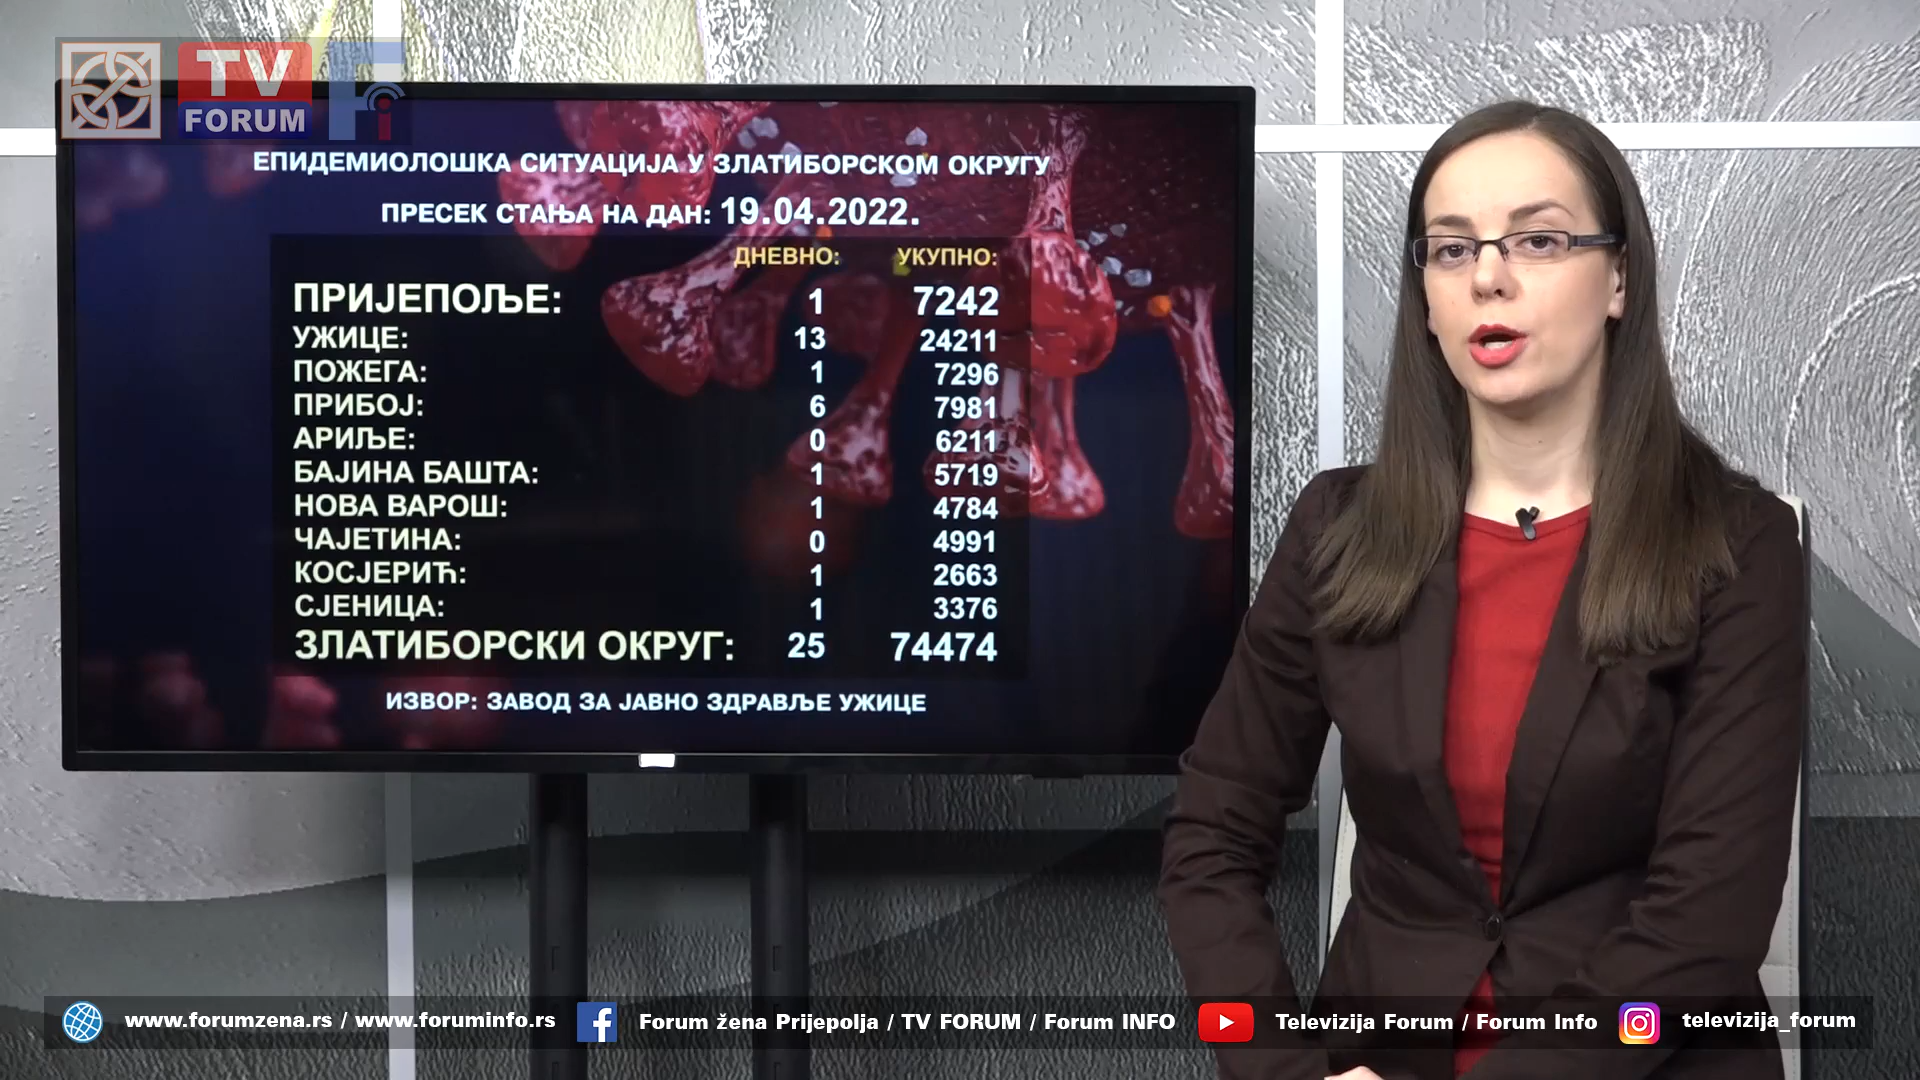 TV
FORUM
Fi
ЕПИДЕМИОЛОШКА СИТУАЦИЈА У ЗЛАТИБОРСКОМ ОКРУГУ
ПРЕСЕК СТАЊА НА ДАН: 19.04.2022.
ДНЕВНО: УКУПНО:
ПРИЈЕПОЉЕ: 1 7242
УЖИЦЕ: 13 24211
ПОЖЕГА: 1 7296
ПРИБОЈ: 6 7981
АРИЉЕ: 0 6211
БАЈИНА БАШТА: 1 5719
НОВА ВАРОШ: 1 4784
ЧАЈЕТИНА: 0 4991
КОСЈЕРИЋ: 1 2663
СЈЕНИЦА: 1 3376
ЗЛАТИБОРСКИ ОКРУГ: 25 74474
ИЗВОР: ЗАВОД ЗА ЈАВНО ЗДРАВЉЕ УЖИЦЕ
www.forumzena.rs / www.foruminfo.rs Forum žena Prijepolja / TV FORUM / Forum INFO Televizija Forum / Forum Info televizija_forum